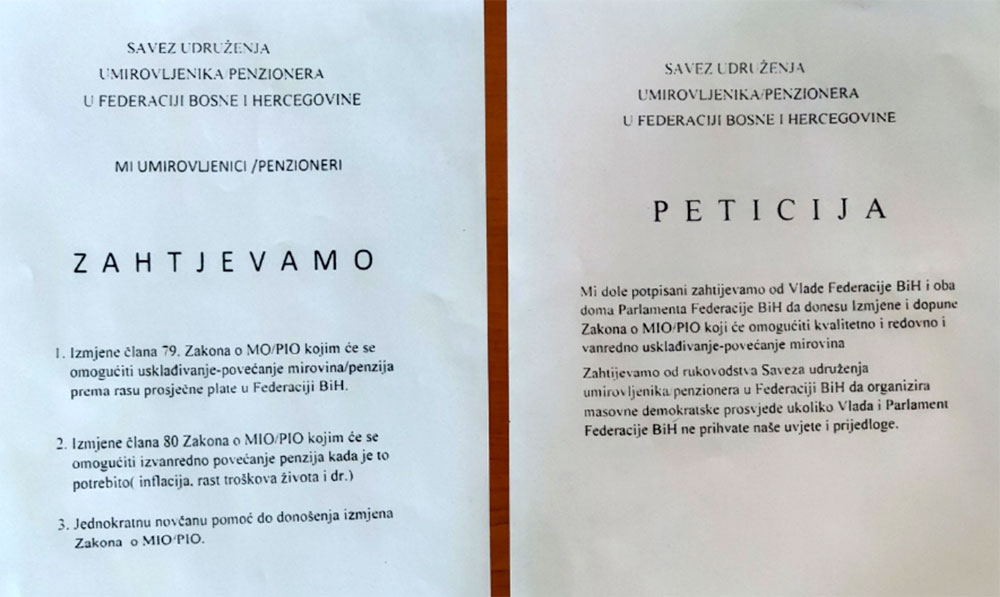 SAVEZ UDRUŽENJA
UMIROVLJENIKA/PENZIONERA
U FEDERACIJI BOSNE I HERCEGOVINE
MI UMIROVLJENICI /PENZIONERI
ZAHTJEVAMO
1. Izmjene člana 79. Zakona o MO/PIO kojim će se
omogućiti usklađivanje-povećanje mirovina/penzija
prema rasu prosječne plate u Federaciji BiH.
2. Izmjene člana 80 Zakona o MIO/PIO kojim će se
omogućiti izvanredno povećanje penzija kada je to
potrebito( inflacija, rast troškova života i dr.)
3. Jednokratnu novčanu pomoć do donošenja izmjena
Zakona o MIO/PIO.
SAVEZ UDRUŽENJA
UMIROVLJENIKA/PENZIONERA
U FEDERACIJI BOSNE I HERCEGOVINE
PETICIJA
Mi dole potpisani zahtijevamo od Vlade Federacije BiH i oba
doma Parlamenta Federacije BiH da donesu Izmjene i dopune
Zakona o MIO/PIO koji će omogućiti kvalitetno i redovno i
vanredno usklađivanje-povećanje mirovina
Zahtijevamo od rukovodstva Saveza udruženja
umirovljenika/penzionera u Federaciji BiH da organizira
masovne demokratske prosvjede ukoliko Vlada i Parlament
Federacije BiH ne prihvate naše uvjete i prijedloge.